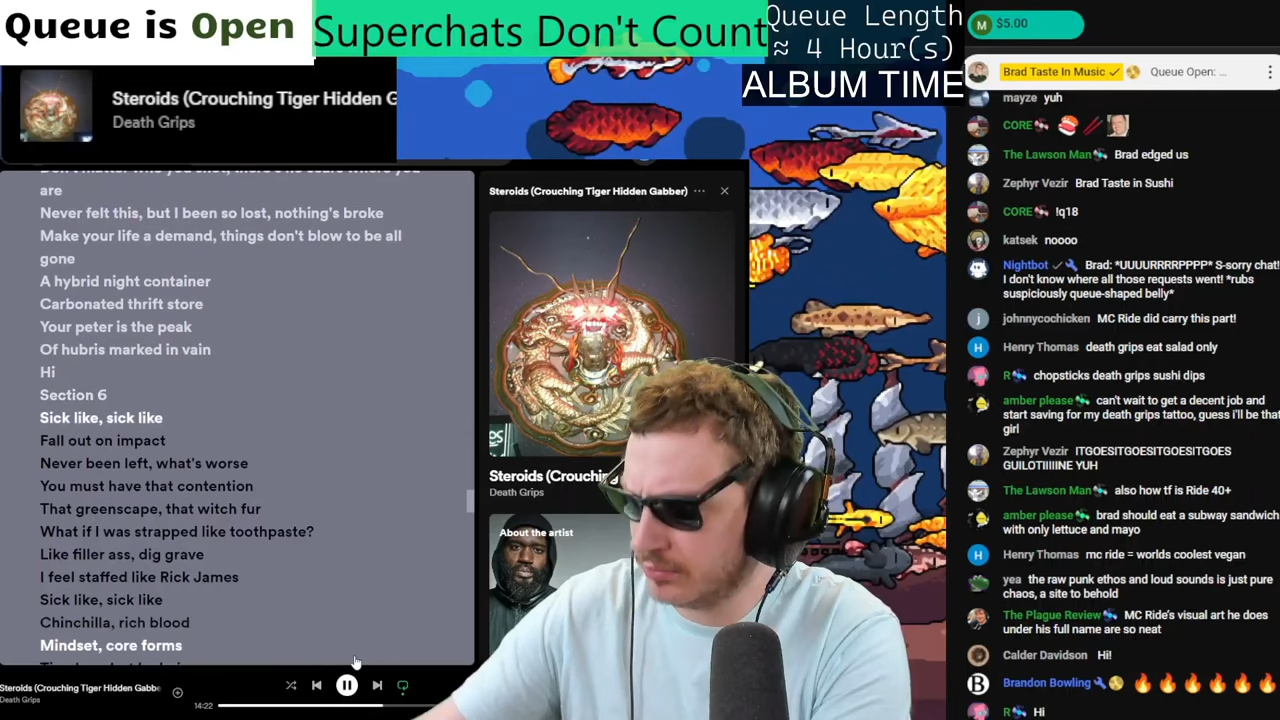 Queue is Open
Superchats Don't Count
Queue Length
≈ 4 Hour(s)
ALBUM TIME
Steroids (Crouching Tiger Hidden G
Death Grips
are
Never felt this, but I been so lost, nothing's broke
Make your life a demand, things don't blow to be all
gone
A hybrid night container
Carbonated thrift store
Your peter is the peak
Of hubris marked in vain
Hi
Section 6
Sick like, sick like
Fall out on impact
Never been left, what's worse
You must have that contention
That greenscape, that witch fur
What if I was strapped like toothpaste?
Like filler ass, dig grave
I feel staffed like Rick James
Sick like, sick like
Chinchilla, rich blood
Mindset, core forms
Steroids (Crouching Tiger Hidden Gabber)
Steroids (Crouching
Death Grips
About the artist
Steroids (Crouching Tiger Hidden Gabbe
Death Grips
14:22
M $5.00
Brad Taste In Music Queue Open: ...
mayze yuh
CORE
The Lawson Man Brad edged us
Zephyr Vezir Brad Taste in Sushi
CORE !q18
katsek noooo
Nightbot Brad: *UUUURRRRPPPP* S-sorry chat!
I don't know where all those requests went! *rubs
suspiciously queue-shaped belly*
j johnnycochicken MC Ride did carry this part!
H Henry Thomas death grips eat salad only
R chopsticks death grips sushi dips
amber please can't wait to get a decent job and
start saving for my death grips tattoo, guess i'll be that
girl
Zephyr Vezir ITGOESITGOESITGOESITGOES
GUILOTIIIIINE YUH
The Lawson Man also how tf is Ride 40+
amber please brad should eat a subway sandwich
with only lettuce and mayo
H Henry Thomas mc ride = worlds coolest vegan
yea the raw punk ethos and loud sounds is just pure
chaos, a site to behold
The Plague Review MC Ride's visual art he does
under his full name are so neat
Calder Davidson Hi!
B Brandon Bowling
R Hi